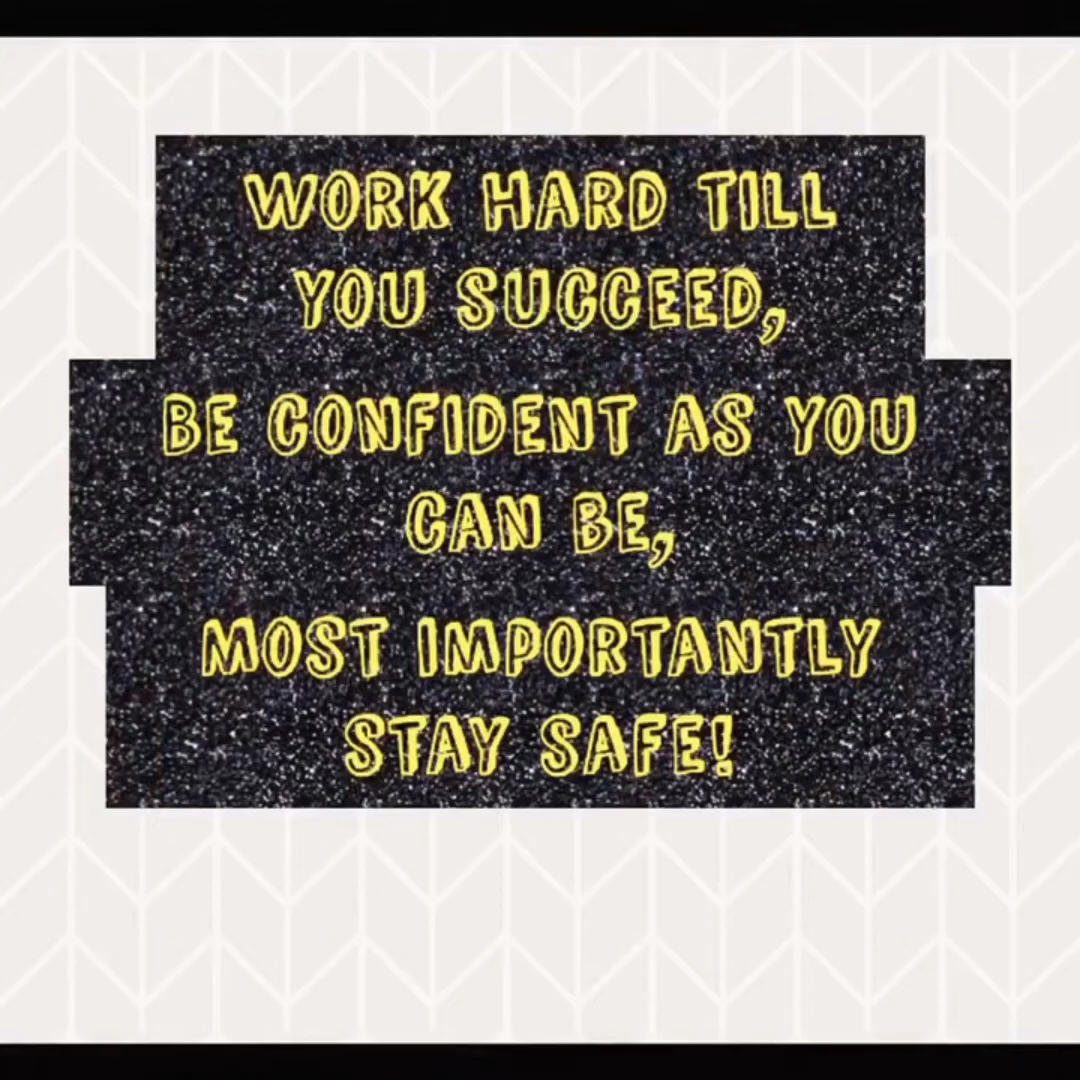 WORK HARD TILL
YOU SUCCEED,
BE CONFIDENT AS YOU
CAN BE,
MOST IMPORTANTLY
STAY SAFE!